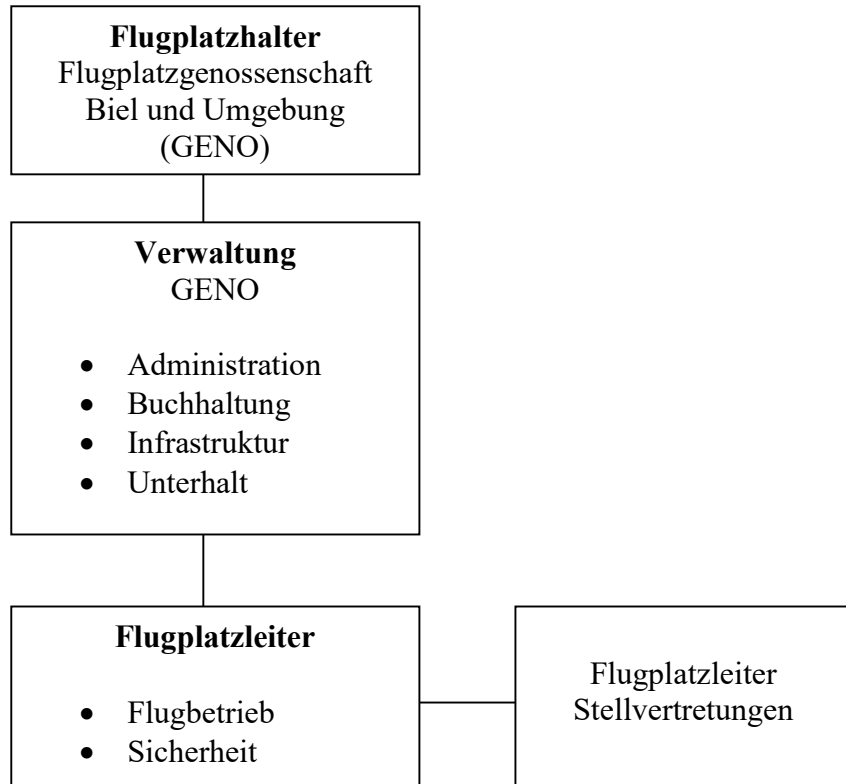 Flugplatzhalter
Flugplatzgenossenschaft
Biel und Umgebung
(GENO)
Verwaltung
GENO
• Administration
• Buchhaltung
• Infrastruktur
• Unterhalt
Flugplatzleiter
• Flugbetrieb
• Sicherheit
Flugplatzleiter
Stellvertretungen